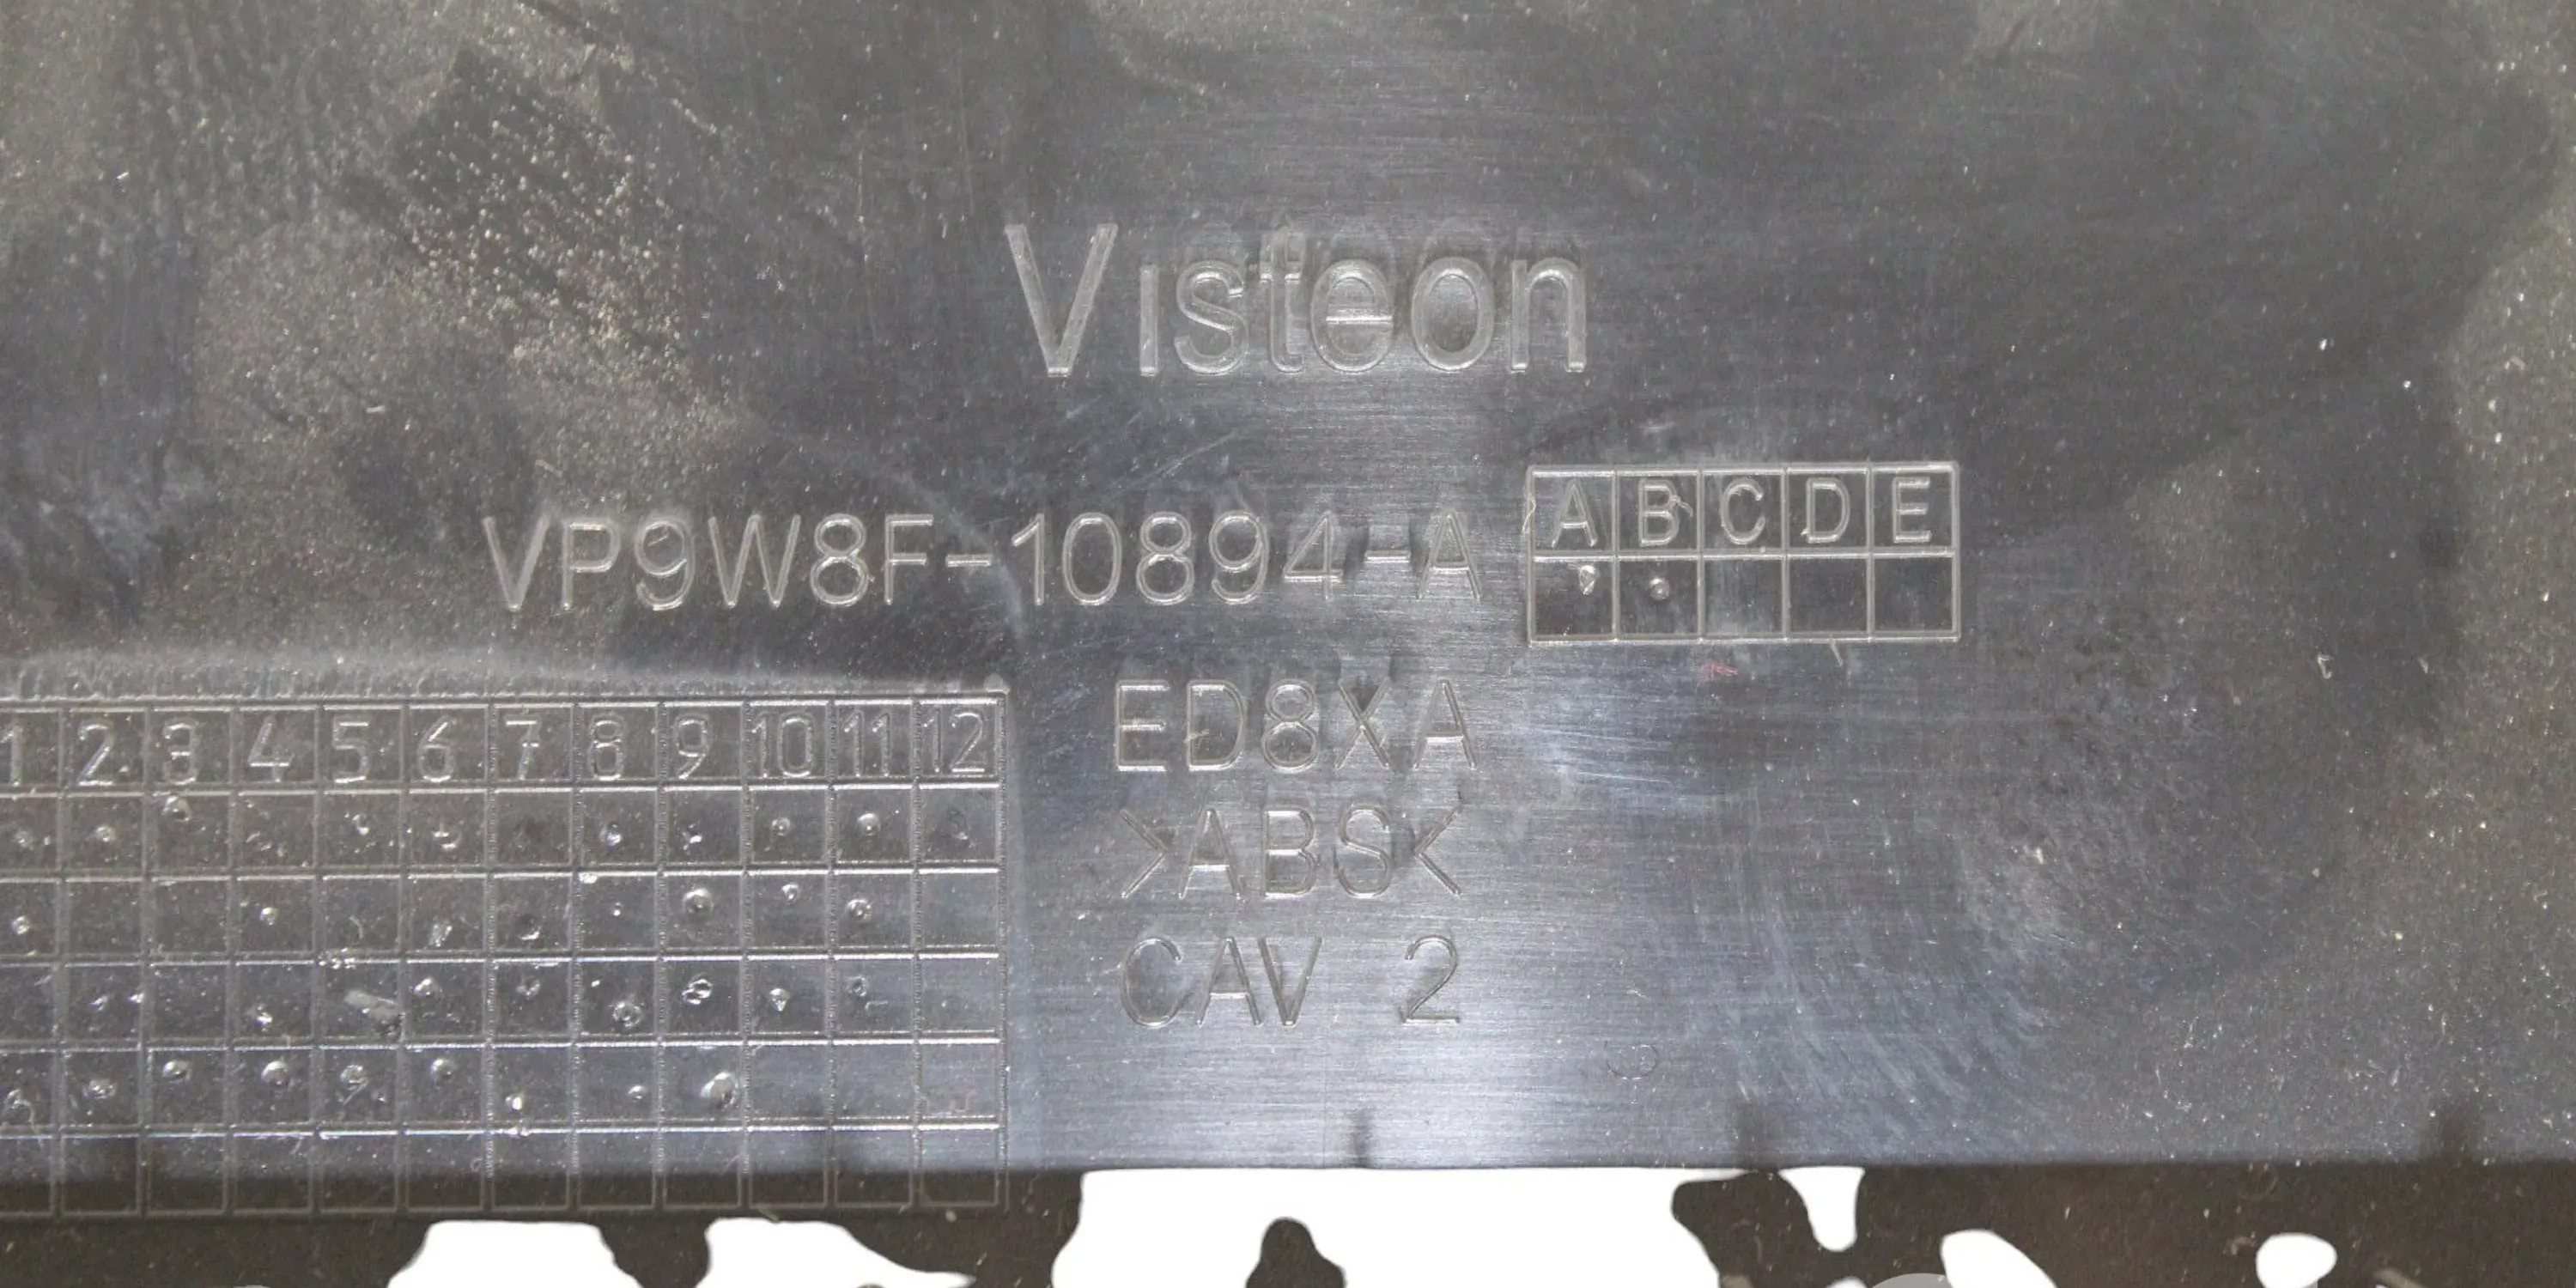 Visteon
VP9W8F-10894-A
A B C D E
ED8XA
>ABS<
CAV 2
1 2 3 4 5 6 7 8 9 10 11 12